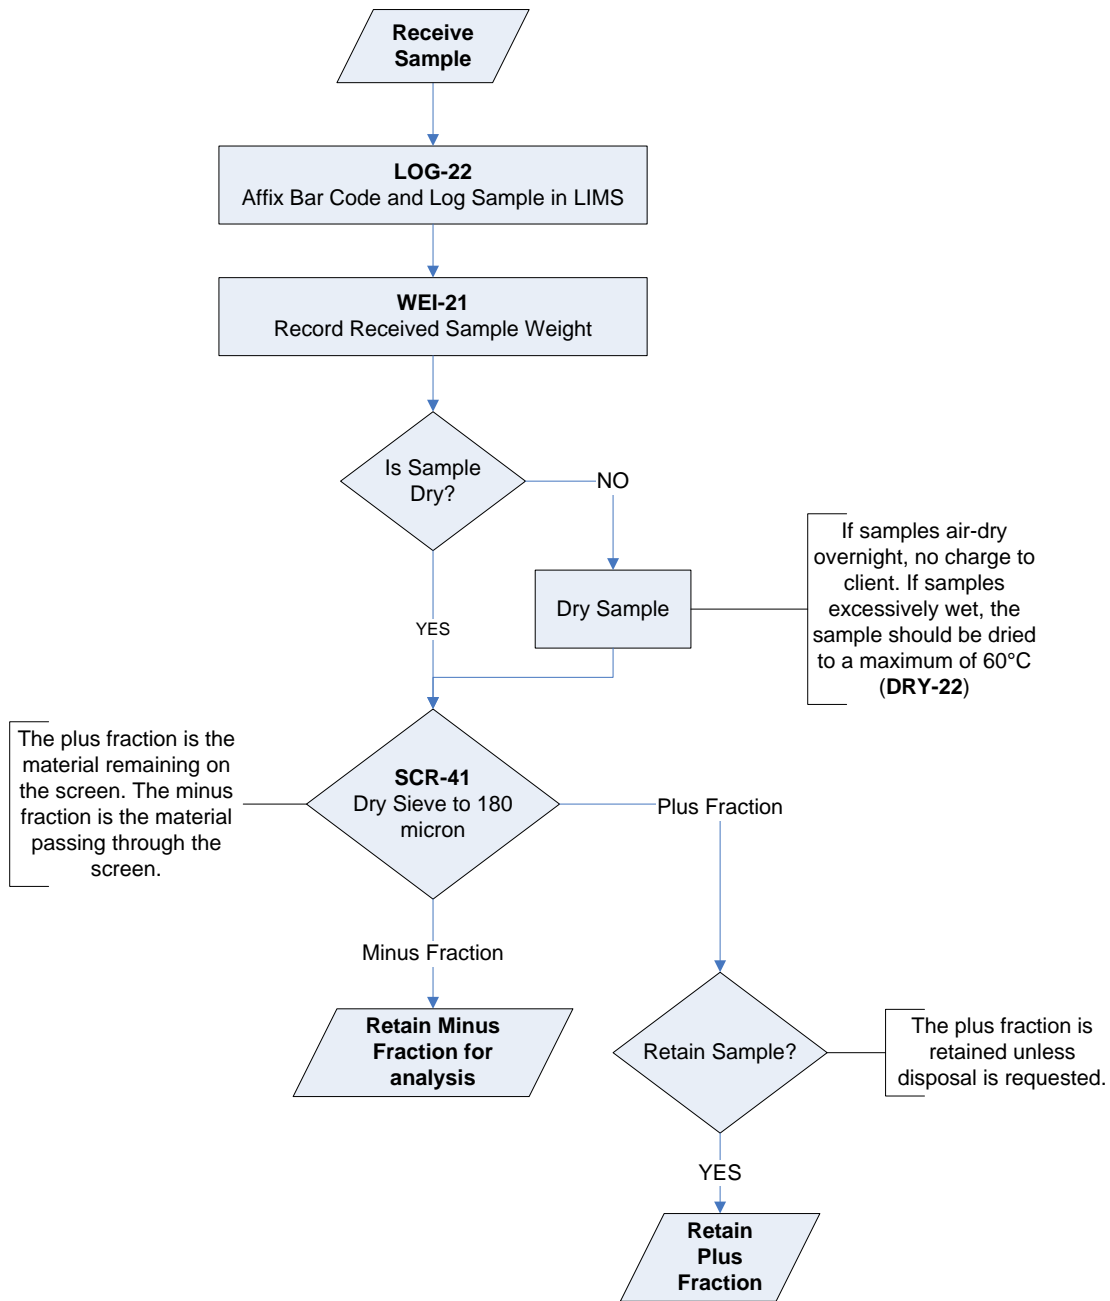 Receive
Sample
LOG-22
Affix Bar Code and Log Sample in LIMS
WEI-21
Record Received Sample Weight
Is Sample
Dry?
NO
Dry Sample
If samples air-dry
overnight, no charge to
client. If samples
excessively wet, the
sample should be dried
to a maximum of 60°C
(DRY-22)
YES
The plus fraction is the
material remaining on
the screen. The minus
fraction is the material
passing through the
screen.
SCR-41
Dry Sieve to 180
micron
Plus Fraction
Minus Fraction
Retain Minus
Fraction for
analysis
Retain Sample?
The plus fraction is
retained unless
disposal is requested.
YES
Retain
Plus
Fraction